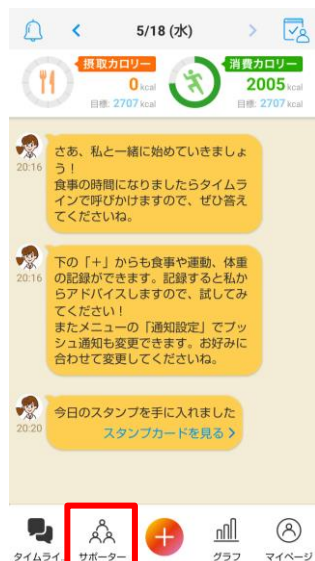 5/18 (水)
摂取カロリー
0 kcal
目標: 2707 kcal
消費カロリー
2005 kcal
目標: 2707 kcal
20:16
さあ、私と一緒に始めていきましょ
う！
食事の時間になりましたらタイムラ
インで呼びかけますので、ぜひ答え
てくださいね。
20:16
下の「+」からも食事や運動、体重
の記録ができます。記録すると私か
らアドバイスしますので、試してみ
てください！
またメニューの「通知設定」でプッ
シュ通知も変更できます。お好みに
合わせて変更してくださいね。
20:20
今日のスタンプを手に入れました
スタンプカードを見る
タイムライ
サポーター
グラフ
マイページ